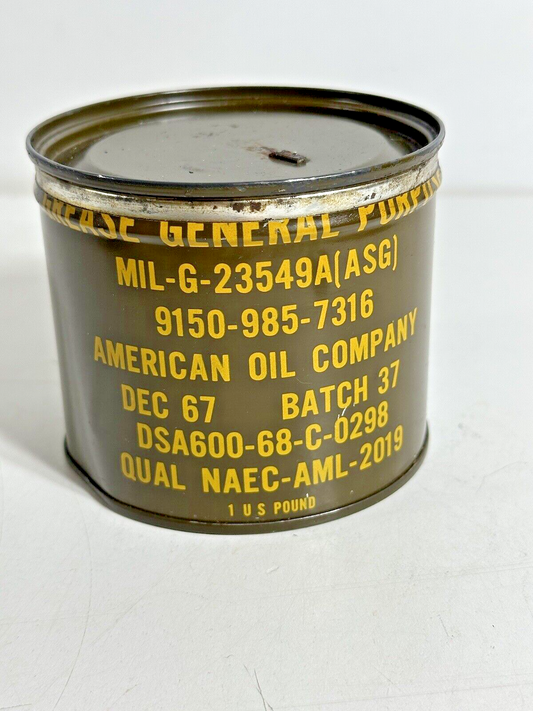 GREASE GENERAL PURPOSE
MIL-G-23549A(ASG)
9150-985-7316
AMERICAN OIL COMPANY
DEC 67 BATCH 37
DSA600-68-C-0298
QUAL NAEC-AML-2019
1 U S POUND